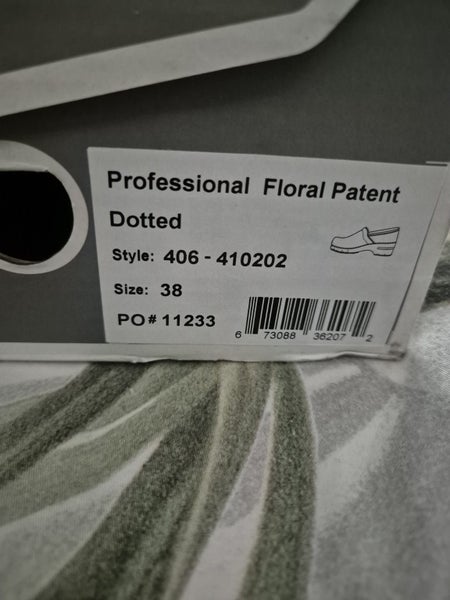 Professional Floral Patent
Dotted
Style: 406 - 410202
Size: 38
PO# 11233
6 73088 36207 2